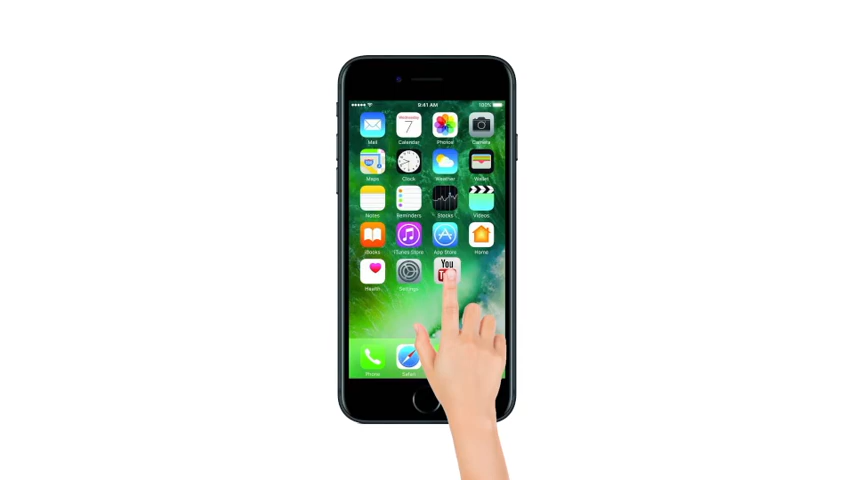 9:41 AM 100%
Wednesday
7
Mail Calendar Photos Camera
Maps Clock Weather Wallet
Notes Reminders Stocks Videos
iBooks iTunes Store App Store Home
You
Health Settings
Phone Safari